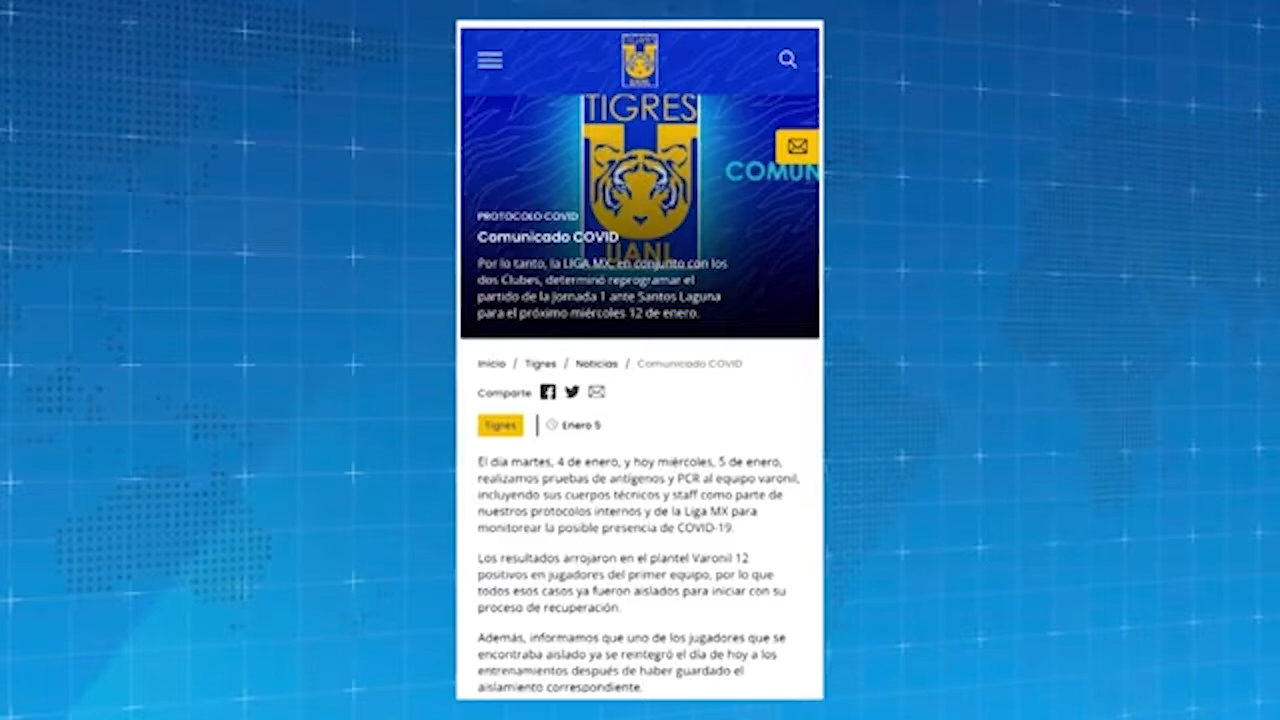 TIGRES
UANL
TIGRES
COMUN
UANL
PROTOCOLO COVID
Comunicado COVID
Por lo tanto, la LIGA MX, en conjunto con los
dos Clubes, determinó reprogramar el
partido de la Jornada 1 ante Santos Laguna
para el próximo miércoles 12 de enero.
Inicio / Tigres / Noticias / Comunicado COVID
Comparte
Tigres | Enero 5
El día martes, 4 de enero, y hoy miércoles, 5 de enero,
realizamos pruebas de antígenos y PCR al equipo varonil,
incluyendo sus cuerpos técnicos y staff como parte de
nuestros protocolos internos y de la Liga MX para
monitorear la posible presencia de COVID-19.
Los resultados arrojaron en el plantel Varonil 12
positivos en jugadores del primer equipo, por lo que
todos esos casos ya fueron aislados para iniciar con su
proceso de recuperación.
Además, informamos que uno de los jugadores que se
encontraba aislado ya se reintegró el día de hoy a los
entrenamientos después de haber guardado el
aislamiento correspondiente.